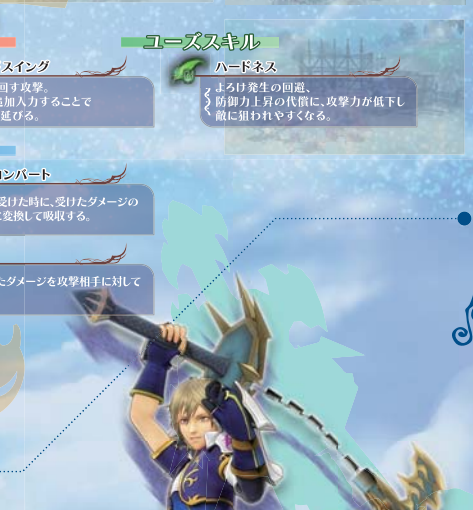 スイング
回す攻撃。
追加入力することで
延びる。
ンバート
受けた時に、受けたダメージの
に変換して吸収する。
たダメージを攻撃相手に対して
ユーズスキル
ハードネス
よろけ発生の回避、
防御力上昇の代償に、攻撃力が低下し
敵に狙われやすくなる。